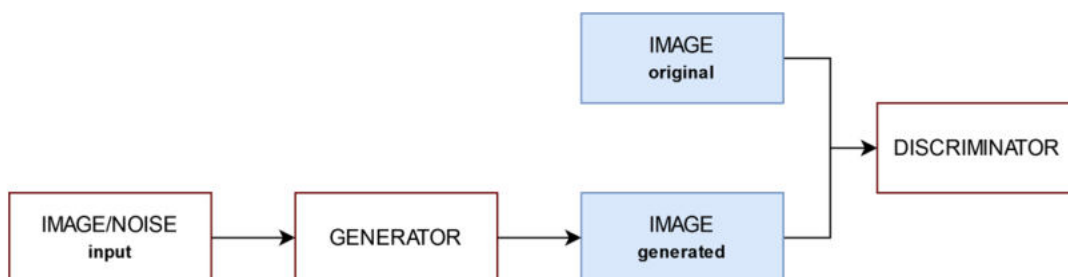 IMAGE
original
DISCRIMINATOR
IMAGE/NOISE
input
GENERATOR
IMAGE
generated